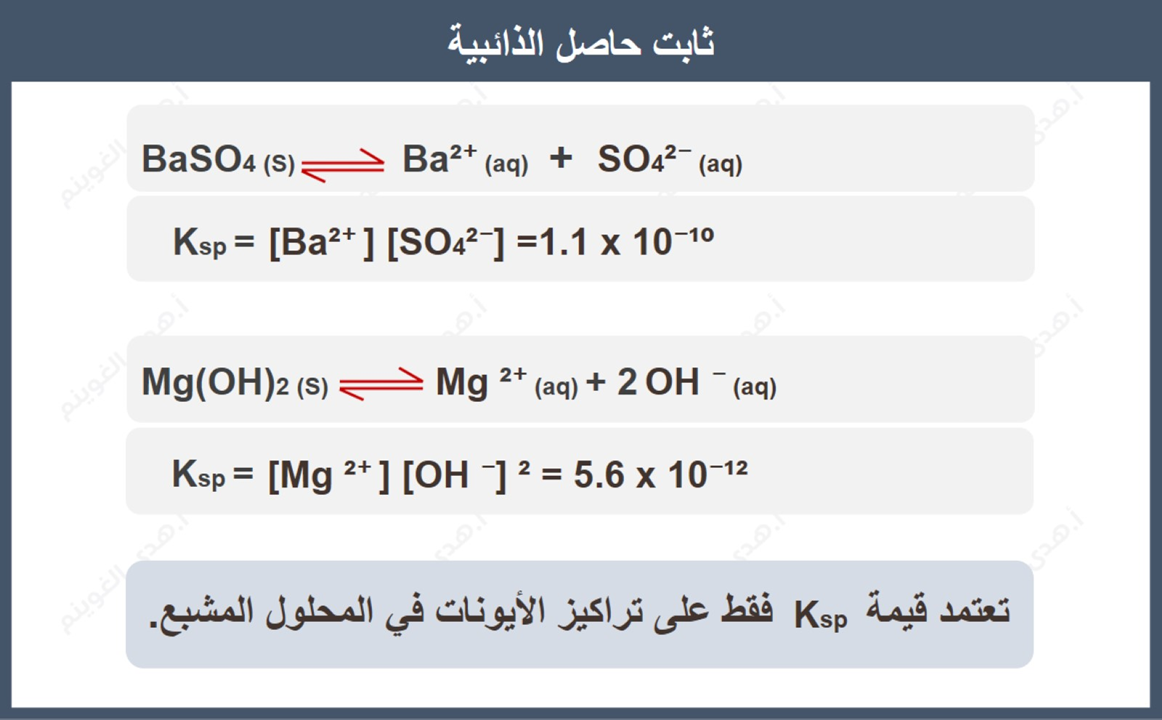 ثابت حاصل الذائبية
BaSO₄ (S) ⇌ Ba²⁺ (aq) + SO₄²⁻ (aq)
Ksp = [Ba²⁺] [SO₄²⁻] =1.1 x 10⁻¹⁰
Mg(OH)₂ (S) ⇌ Mg ²⁺ (aq) + 2 OH ⁻ (aq)
Ksp = [Mg ²⁺] [OH ⁻] ² = 5.6 x 10⁻¹²
تعتمد قيمة Ksp فقط على تراكيز الأيونات في المحلول المشبع.
أ.هدى الغوينم